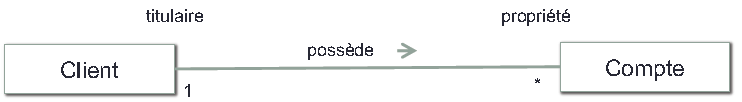 titulaire propriété
possède
Client Compte
1 *